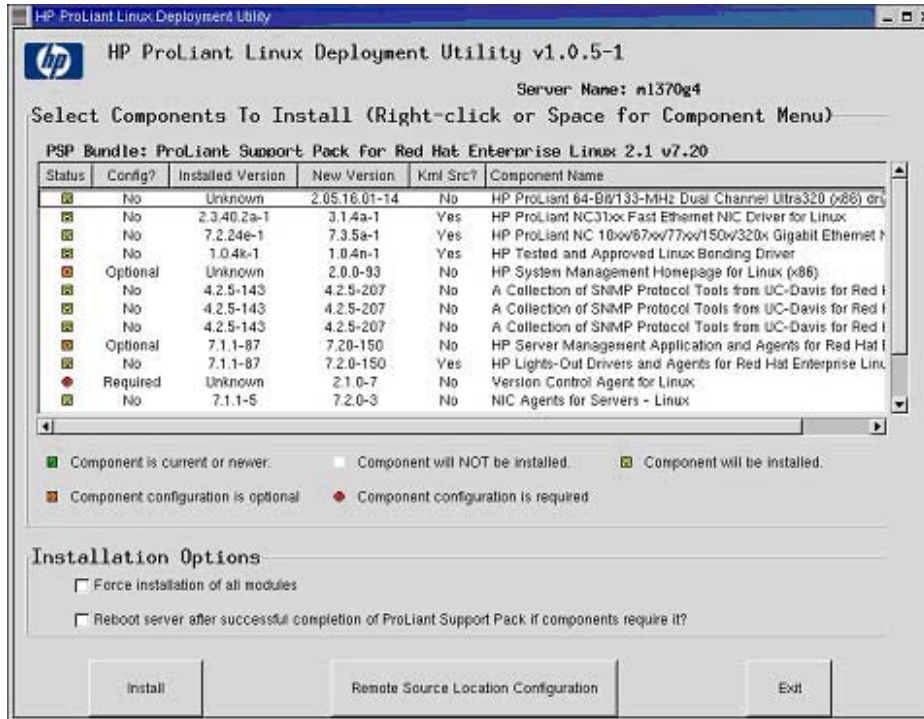 HP ProLiant Linux Deployment Utility
hp
HP ProLiant Linux Deployment Utility v1.0.5-1
Server Name: ml370g4
Select Components To Install (Right-click or Space for Component Menu)
PSP Bundle: ProLiant Support Pack for Red Hat Enterprise Linux 2.1 v7.20
Status Config? Installed Version New Version Krnl Src? Component Name
No Unknown 2.05.16.01-14 No HP ProLiant 64-Bit/133-MHz Dual Channel Ultra320 (x86) dri
No 2.3.40.2a-1 3.1.4a-1 Yes HP ProLiant NC31xx Fast Ethernet NIC Driver for Linux
No 7.2.24e-1 7.3.5a-1 Yes HP ProLiant NC 10xx/67xx/77xx/150x/320x Gigabit Ethernet N
No 1.0.4k-1 1.0.4n-1 Yes HP Tested and Approved Linux Bonding Driver
Optional Unknown 2.0.0-93 No HP System Management Homepage for Linux (x86)
No 4.2.5-143 4.2.5-207 No A Collection of SNMP Protocol Tools from UC-Davis for Red H
No 4.2.5-143 4.2.5-207 No A Collection of SNMP Protocol Tools from UC-Davis for Red H
No 4.2.5-143 4.2.5-207 No A Collection of SNMP Protocol Tools from UC-Davis for Red H
Optional 7.1.1-87 7.20-150 No HP Server Management Application and Agents for Red Hat E
No 7.1.1-87 7.2.0-150 Yes HP Lights-Out Drivers and Agents for Red Hat Enterprise Linu
Required Unknown 2.1.0-7 No Version Control Agent for Linux
No 7.1.1-5 7.2.0-3 No NIC Agents for Servers - Linux
Component is current or newer. Component will NOT be installed. Component will be installed.
Component configuration is optional Component configuration is required
Installation Options
Force installation of all modules
Reboot server after successful completion of ProLiant Support Pack if components require it?
Install Remote Source Location Configuration Exit